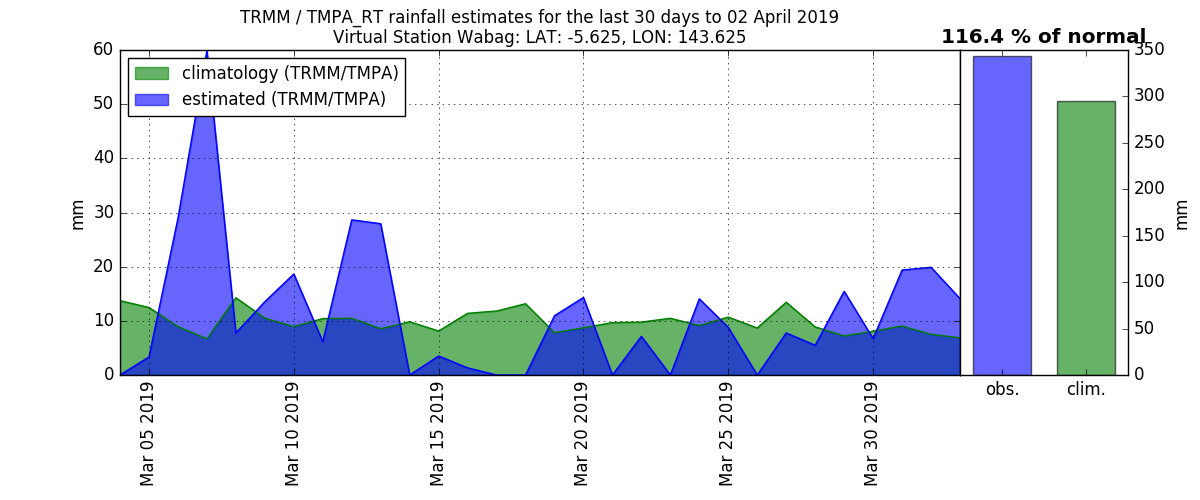 TRMM / TMPA_RT rainfall estimates for the last 30 days to 02 April 2019
Virtual Station Wabag: LAT: -5.625, LON: 143.625
116.4 % of normal
climatology (TRMM/TMPA)
estimated (TRMM/TMPA)
60
50
40
30
20
10
0
mm
Mar 05 2019
Mar 10 2019
Mar 15 2019
Mar 20 2019
Mar 25 2019
Mar 30 2019
350
300
250
200
150
100
50
0
mm
obs.
clim.